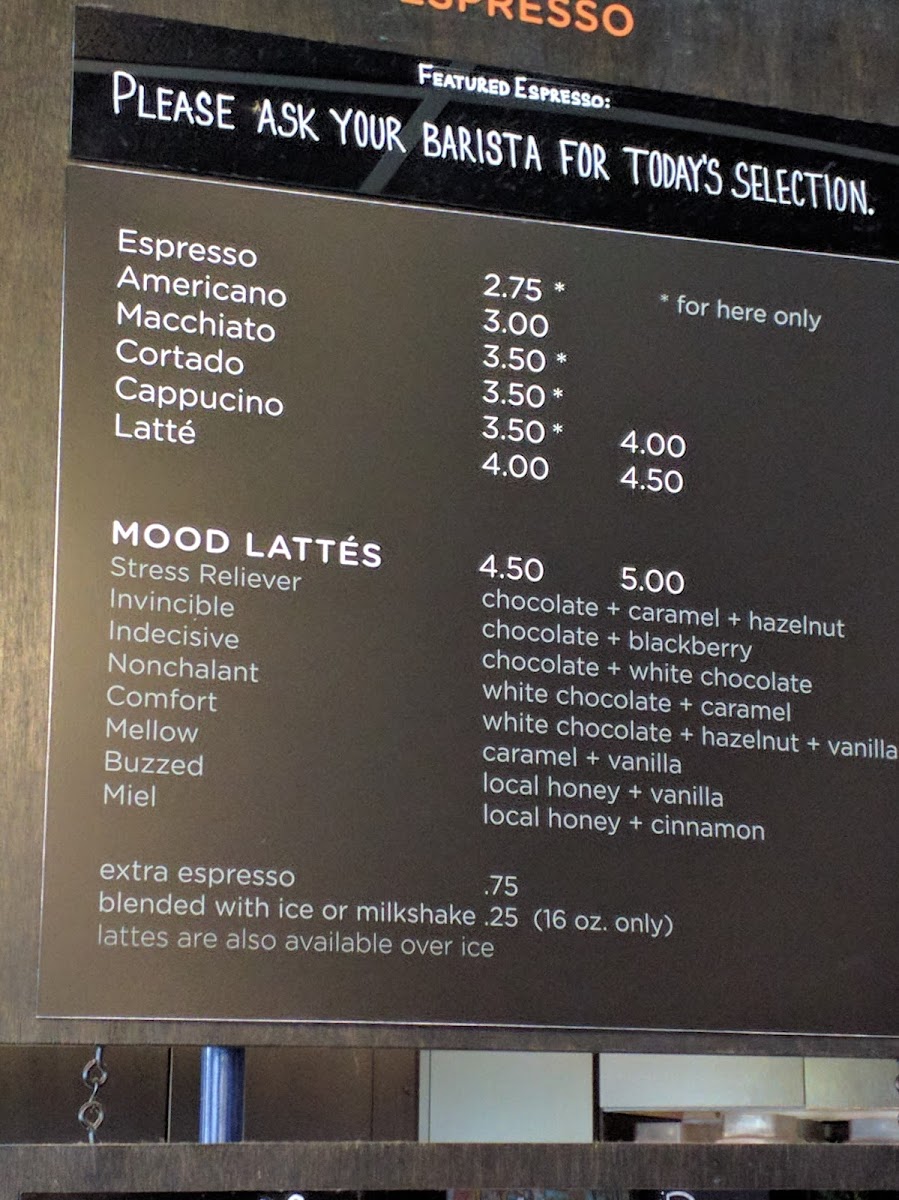 ESPRESSO
FEATURED ESPRESSO:
PLEASE ASK YOUR BARISTA FOR TODAY'S SELECTION.
Espresso 2.75 * * for here only
Americano 3.00
Macchiato 3.50 *
Cortado 3.50 *
Cappucino 3.50 * 4.00
Latté 4.00 4.50
MOOD LATTÉS 4.50 5.00
Stress Reliever chocolate + caramel + hazelnut
Invincible chocolate + blackberry
Indecisive chocolate + white chocolate
Nonchalant white chocolate + caramel
Comfort white chocolate + hazelnut + vanilla
Mellow caramel + vanilla
Buzzed local honey + vanilla
Miel local honey + cinnamon
extra espresso .75
blended with ice or milkshake .25 (16 oz. only)
lattes are also available over ice